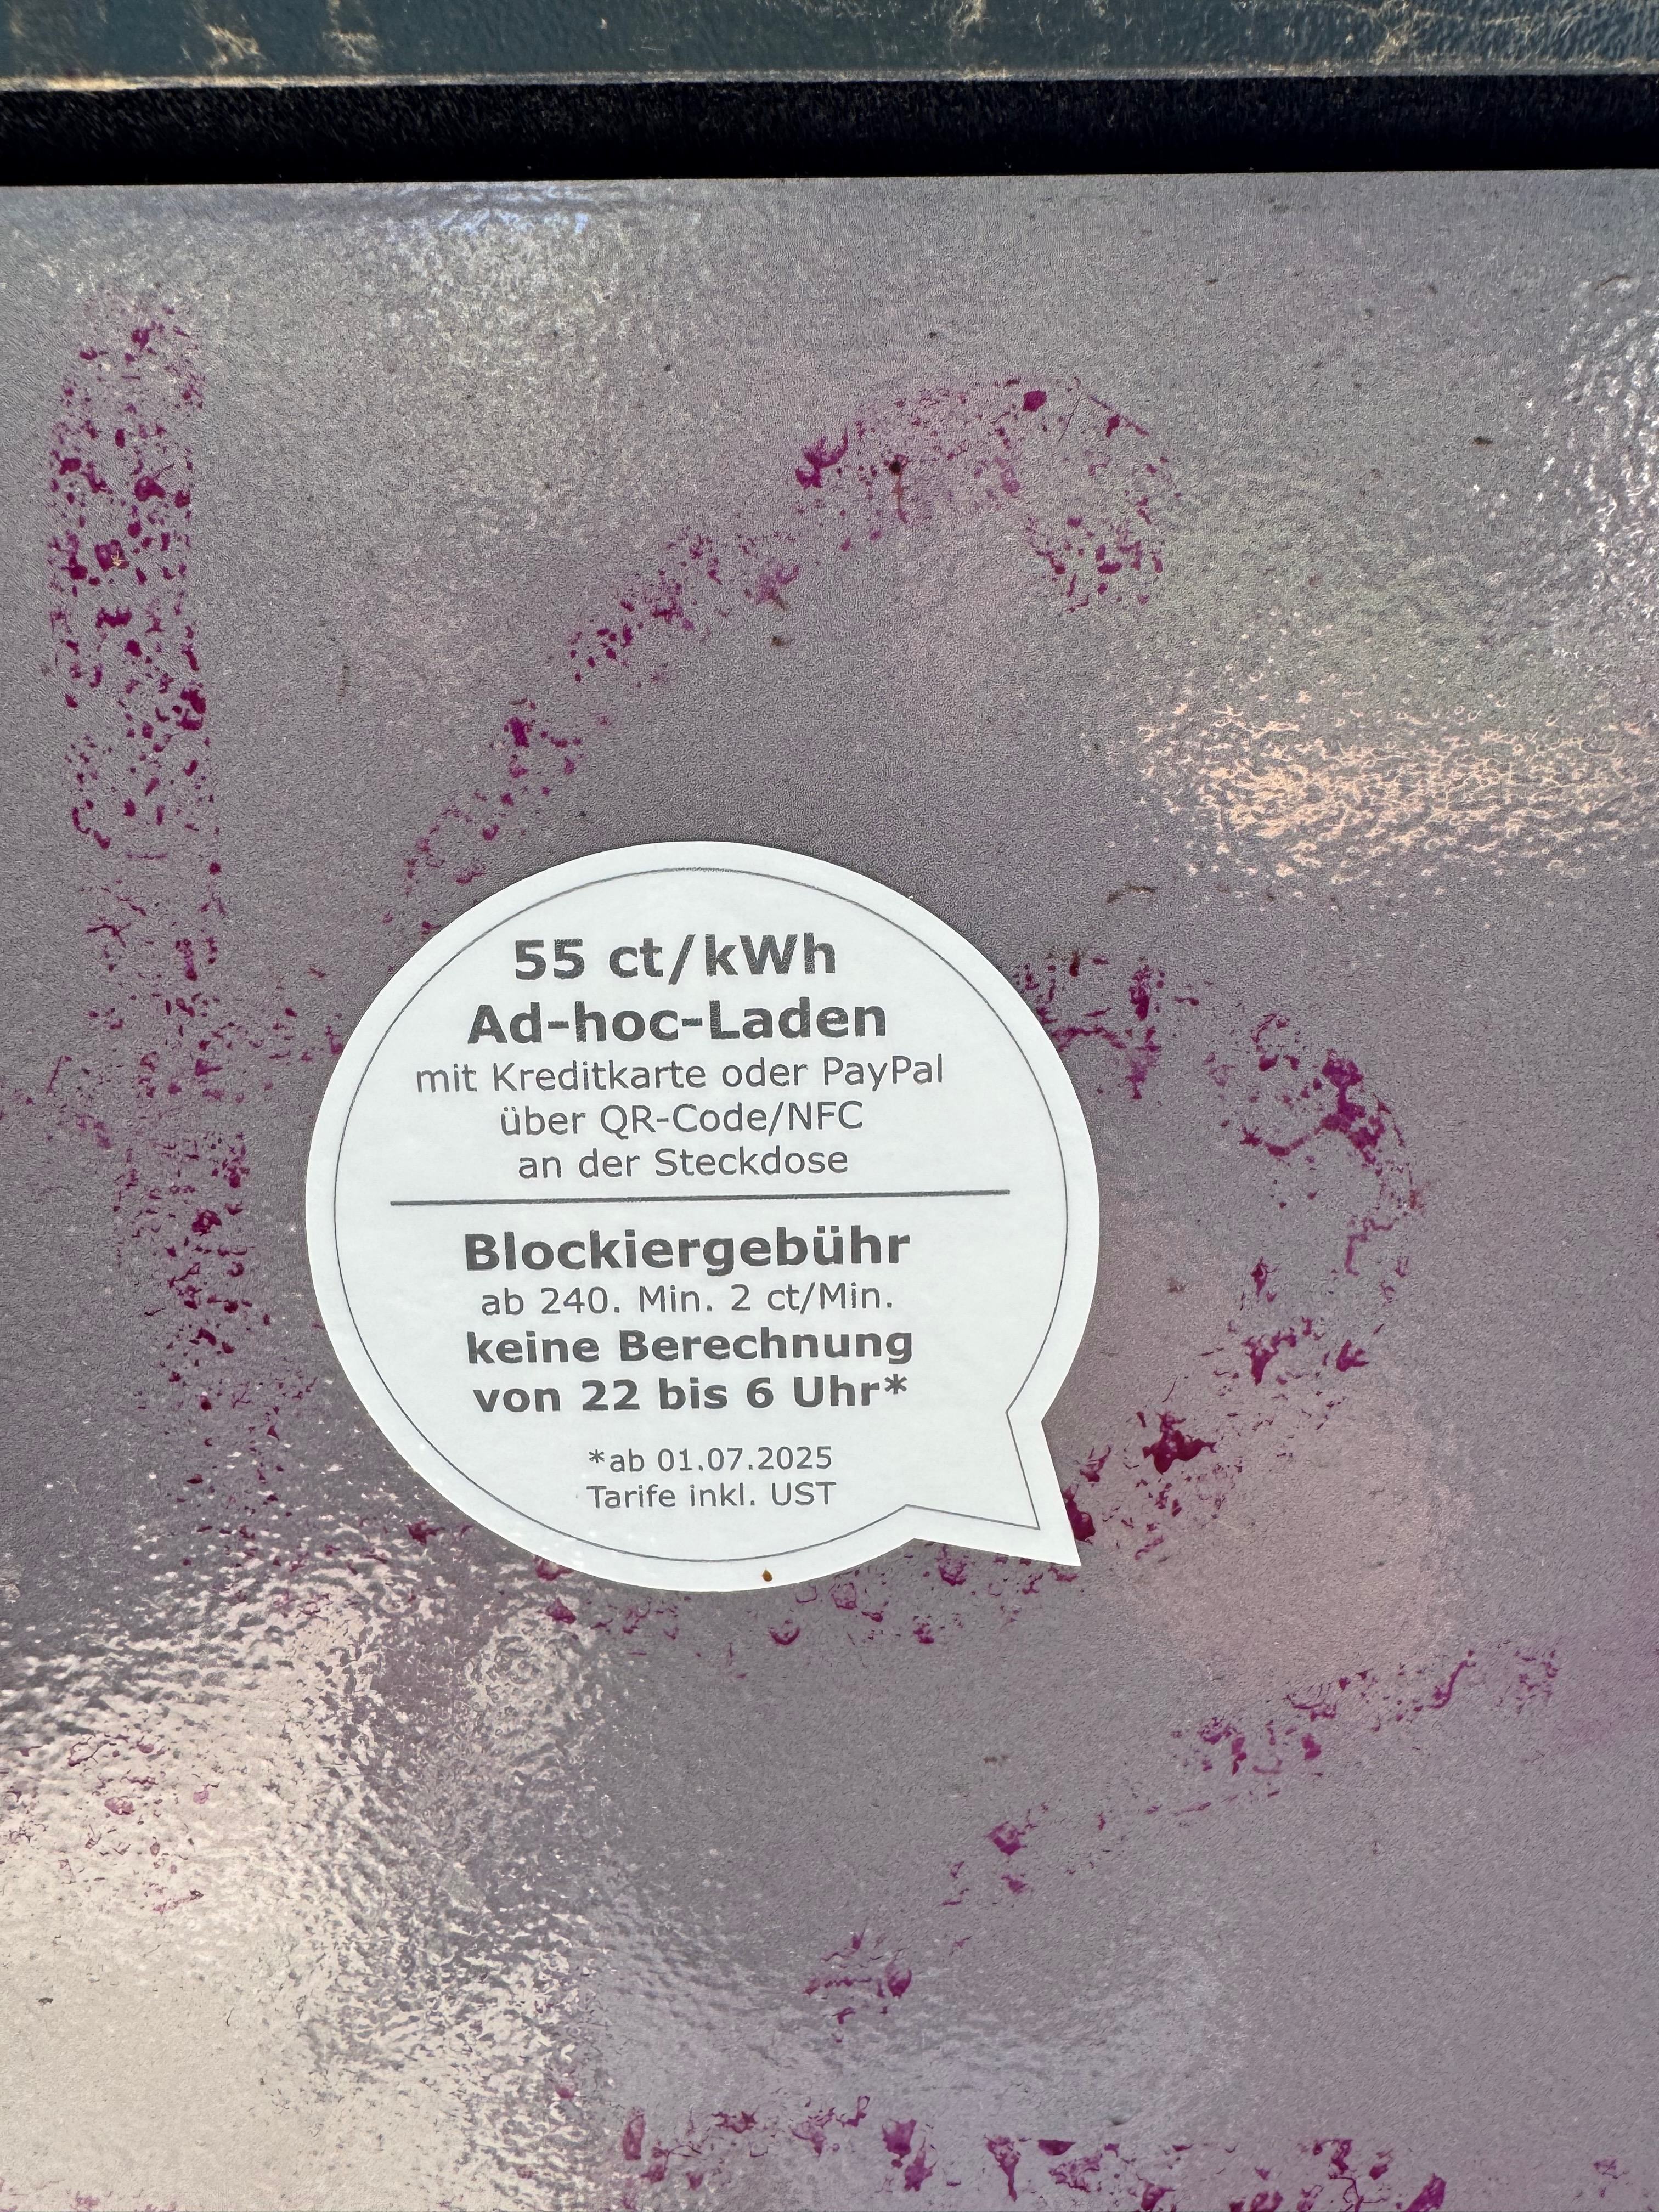 55 ct/kWh
Ad-hoc-Laden
mit Kreditkarte oder PayPal
über QR-Code/NFC
an der Steckdose
Blockiergebühr
ab 240. Min. 2 ct/Min.
keine Berechnung
von 22 bis 6 Uhr*
*ab 01.07.2025
Tarife inkl. UST